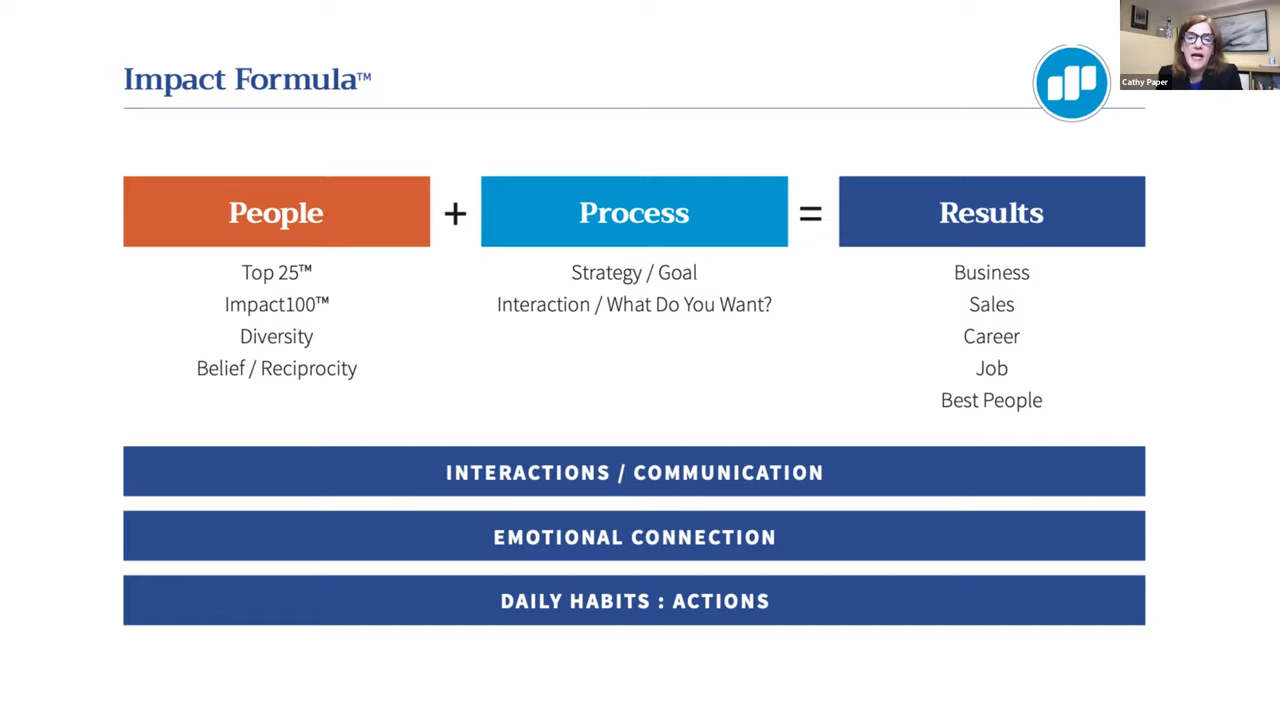 Impact Formula™
Cathy Paper
People + Process = Results
Top 25™
Impact100™
Diversity
Belief / Reciprocity
Strategy / Goal
Interaction / What Do You Want?
Business
Sales
Career
Job
Best People
INTERACTIONS / COMMUNICATION
EMOTIONAL CONNECTION
DAILY HABITS : ACTIONS